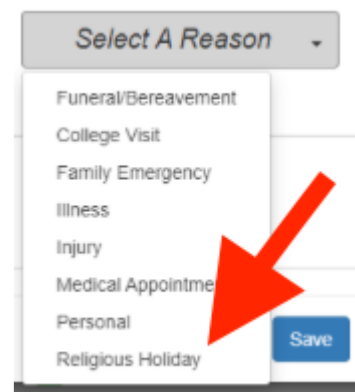 Select A Reason
Funeral/Bereavement
College Visit
Family Emergency
Illness
Injury
Medical Appointme
Personal
Save
Religious Holiday